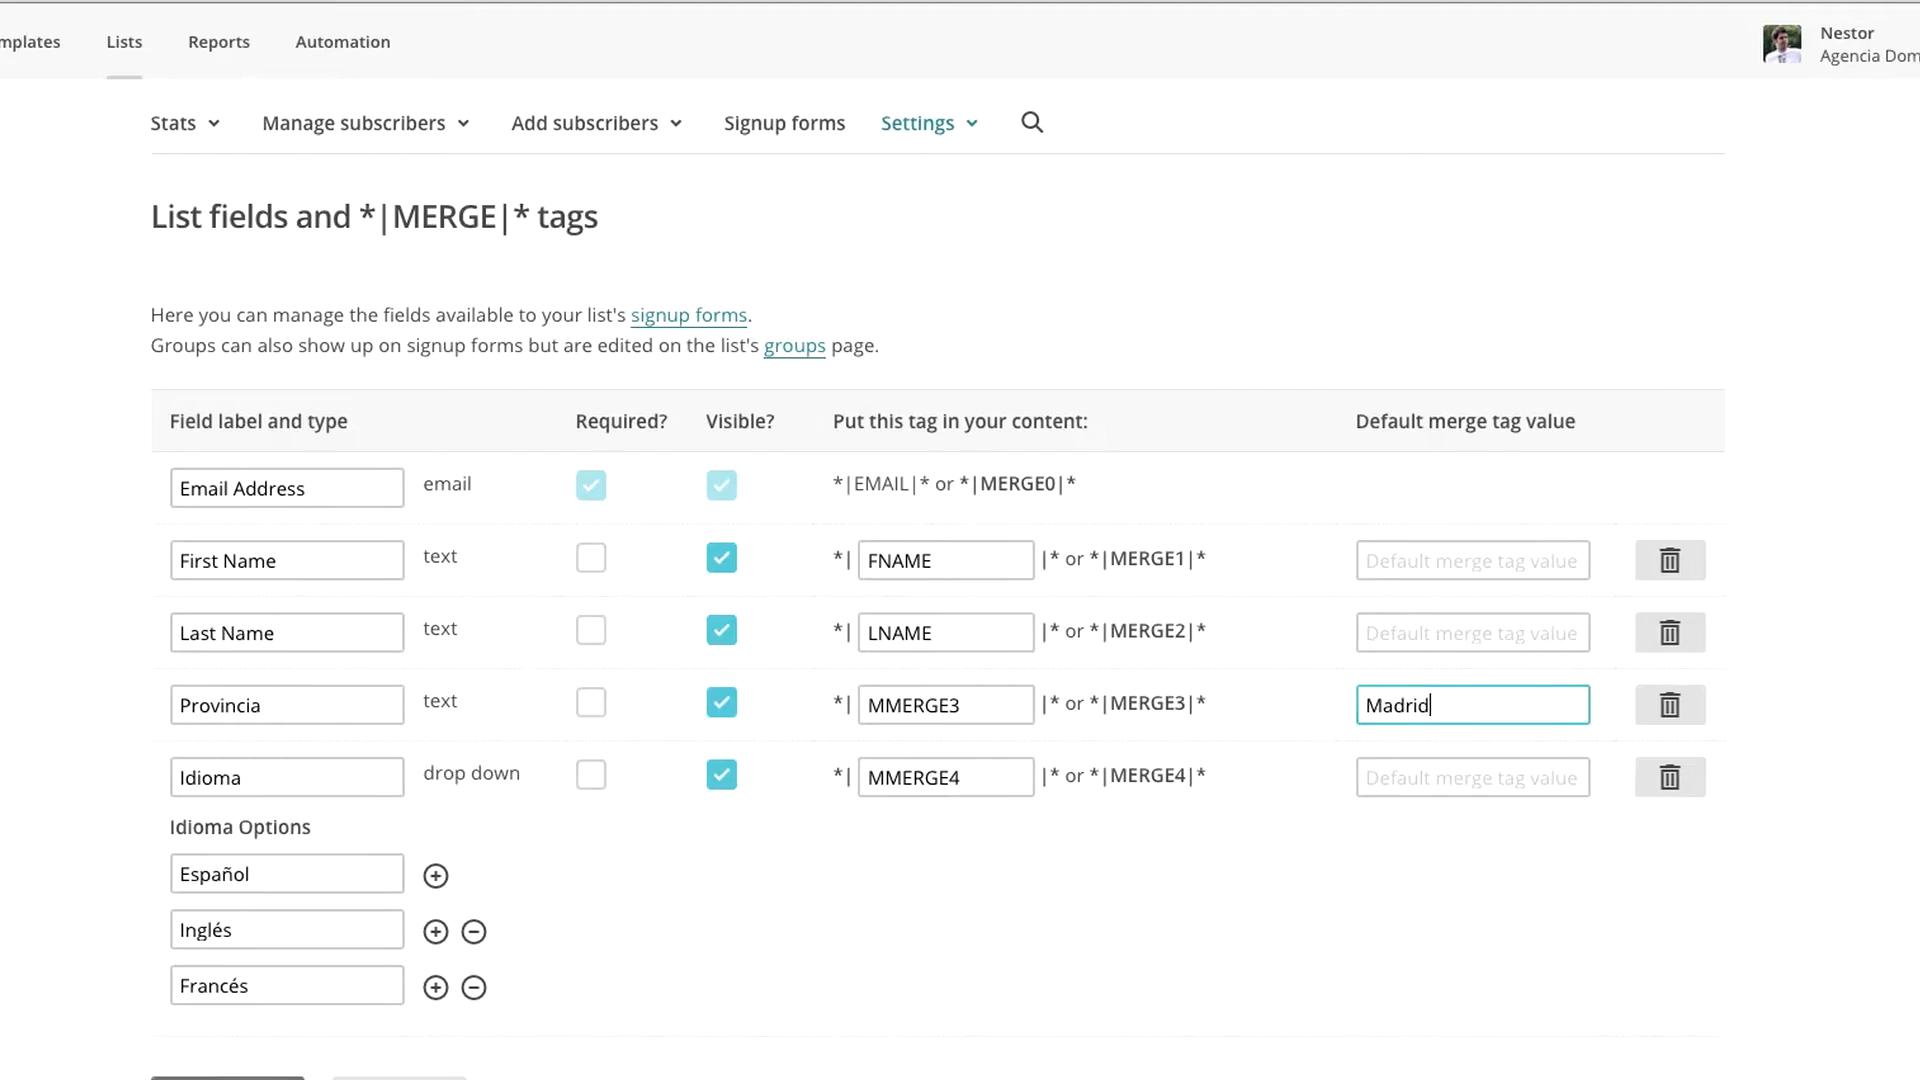 mplates Lists Reports Automation Nestor
Agencia Dom
Stats Manage subscribers Add subscribers Signup forms Settings
List fields and *|MERGE|* tags
Here you can manage the fields available to your list's signup forms.
Groups can also show up on signup forms but are edited on the list's groups page.
Field label and type Required? Visible? Put this tag in your content: Default merge tag value
Email Address email *|EMAIL|* or *|MERGE0|*
First Name text *| FNAME |* or *|MERGE1|* Default merge tag value
Last Name text *| LNAME |* or *|MERGE2|* Default merge tag value
Provincia text *| MMERGE3 |* or *|MERGE3|* Madrid
Idioma drop down *| MMERGE4 |* or *|MERGE4|* Default merge tag value
Idioma Options
Español
Inglés
Francés